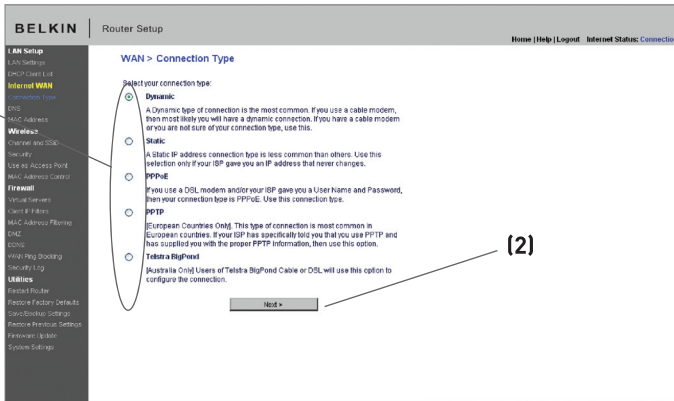 BELKIN
Router Setup
Home | Help | Logout Internet Status: Connectio
LAN Setup
LAN Settings
DHCP Client List
Internet WAN
Connection Type
DNS
MAC Address
Wireless
Channel and SSID
Security
Use as Access Point
MAC Address Control
Firewall
Virtual Servers
Client IP Filters
MAC Address Filtering
DMZ
DDNS
WAN Ping Blocking
Security Log
Utilities
Restart Router
Restore Factory Defaults
Save/Backup Settings
Restore Previous Settings
Firmware Update
System Settings
WAN > Connection Type
Select your connection type:
Dynamic
A Dynamic type of connection is the most common. If you use a cable modem,
then most likely you will have a dynamic connection. If you have a cable modem
or you are not sure of your connection type, use this.
Static
A Static IP address connection type is less common than others. Use this
selection only if your ISP gave you an IP address that never changes.
PPPoE
If you use a DSL modem and/or your ISP gave you a User Name and Password,
then your connection type is PPPoE. Use this connection type.
PPTP
[European Countries Only]. This type of connection is most common in
European countries. If your ISP has specifically told you that you use PPTP and
has supplied you with the proper PPTP information, then use this option.
Telstra BigPond
[Australia Only] Users of Telstra BigPond Cable or DSL will use this option to
configure the connection.
Next >
(2)